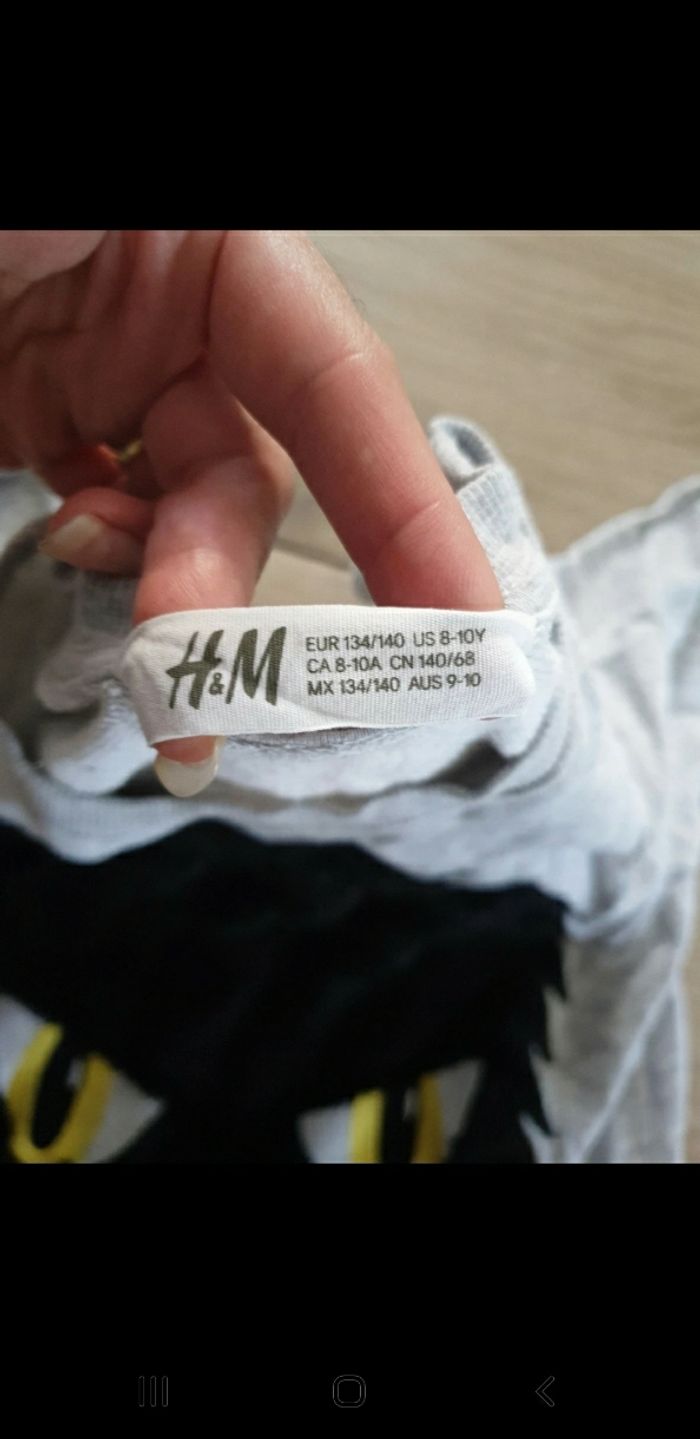 H&M
EUR 134/140 US 8-10Y
CA 8-10A CN 140/68
MX 134/140 AUS 9-10